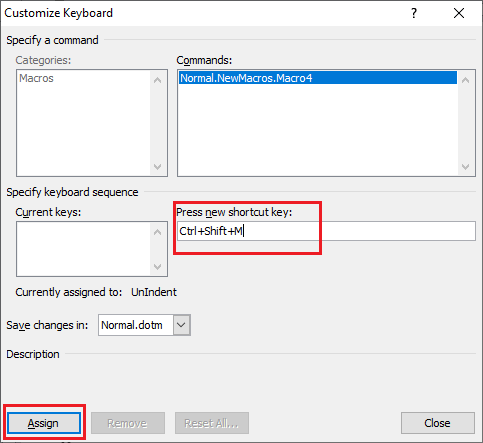 Customize Keyboard
Specify a command
Categories:
Commands:
Macros
Normal.NewMacros.Macro4
Specify keyboard sequence
Current keys:
Press new shortcut key:
Ctrl+Shift+M
Currently assigned to: UnIndent
Save changes in:
Normal.dotm
Description
Assign
Remove
Reset All...
Close